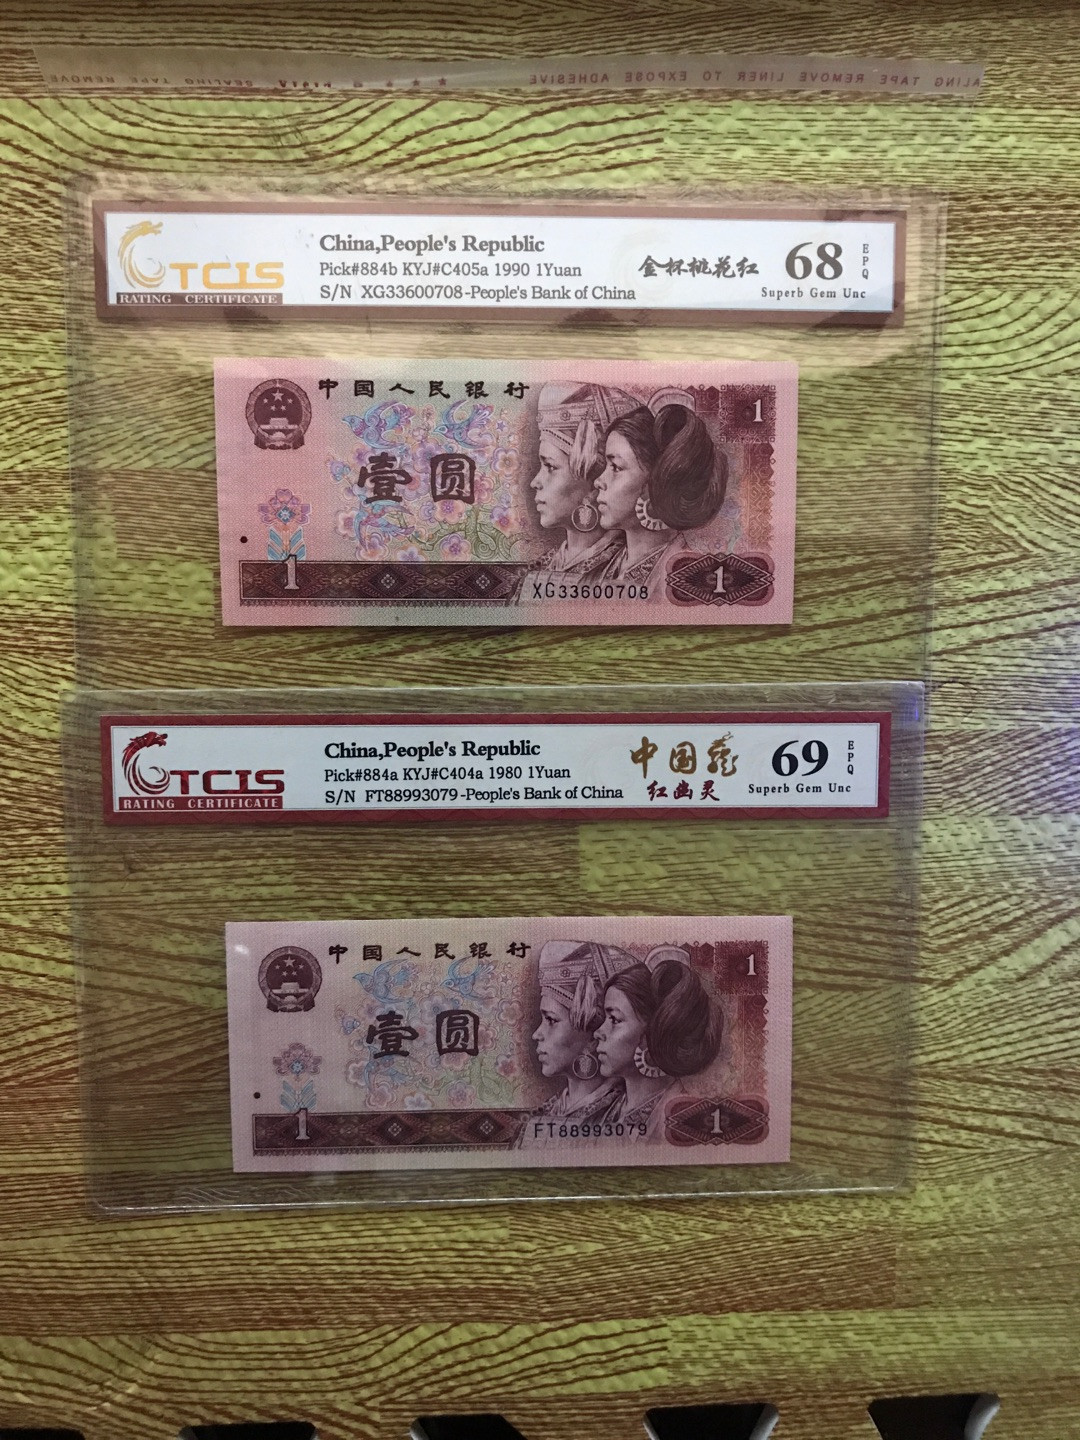 ALING TAPE REMOVE LINER TO EXPOSE ADHESIVE ★ ★ ★ SEALING TAPE REMOVE
TCIS
RATING CERTIFICATE
China,People's Republic
Pick#884b KYJ#C405a 1990 1Yuan
S/N XG33600708-People's Bank of China
金杯桃花红
68
EPQ
Superb Gem Unc
中国人民银行
1
壹圆
1
XG33600708
1
TCIS
RATING CERTIFICATE
China,People's Republic
Pick#884a KYJ#C404a 1980 1Yuan
S/N FT88993079-People's Bank of China
中国龙
红幽灵
69
EPQ
Superb Gem Unc
中国人民银行
1
壹圆
1
FT88993079
1